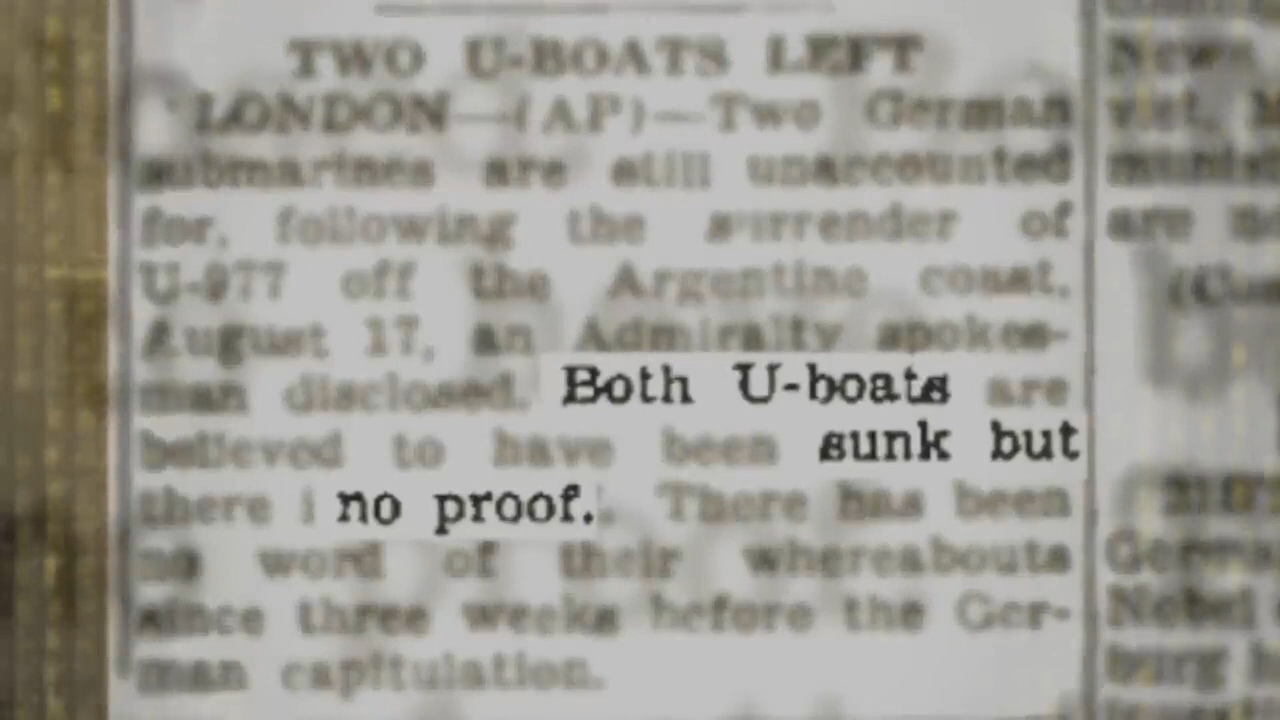 TWO U-BOATS LEFT
LONDON—(AP)—Two German
submarines are still unaccounted
for, following the surrender of
U-977 off the Argentine coast,
August 17, an Admiralty spokes-
man disclosed. Both U-boats are
believed to have been sunk but
there i no proof. There has been
no word of their whereabouts
since three weeks before the Ger-
man capitulation.
News
are